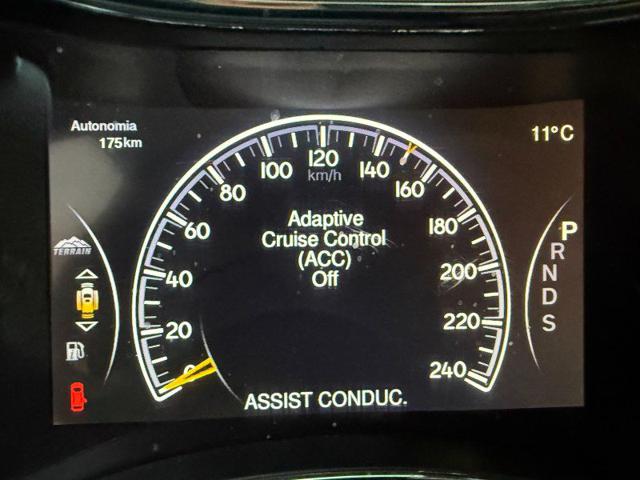 Autonomia
175km
11°C
100 120 140
km/h
80 160
60 180
40 200
20 220
0 240
Adaptive
Cruise Control
(ACC)
Off
TERRAIN
P
R
N
D
S
ASSIST CONDUC.